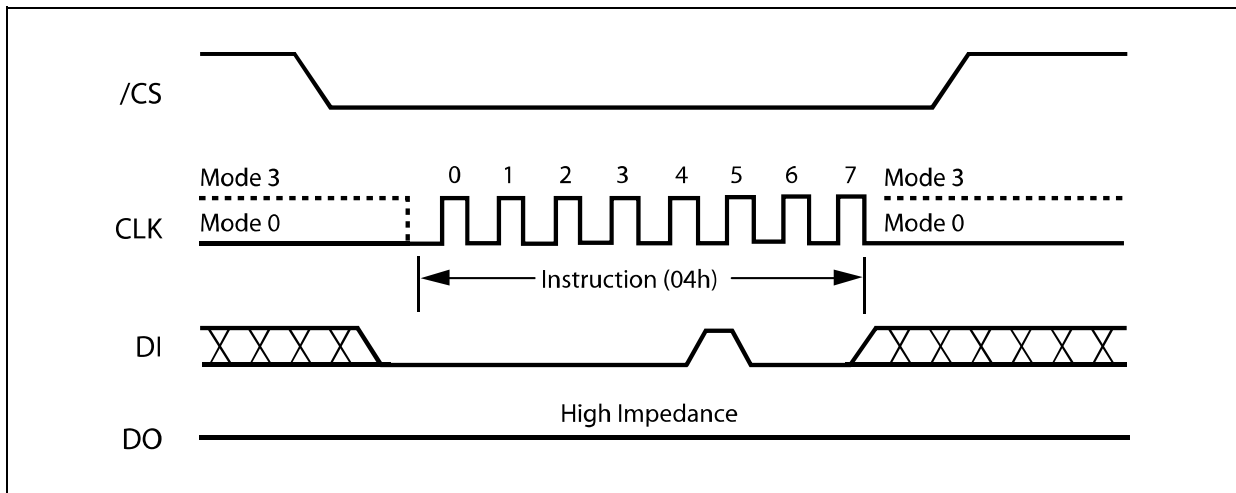 /CS
Mode 3
0 1 2 3 4 5 6 7
Mode 3
CLK
Mode 0
Mode 0
Instruction (04h)
DI
High Impedance
DO